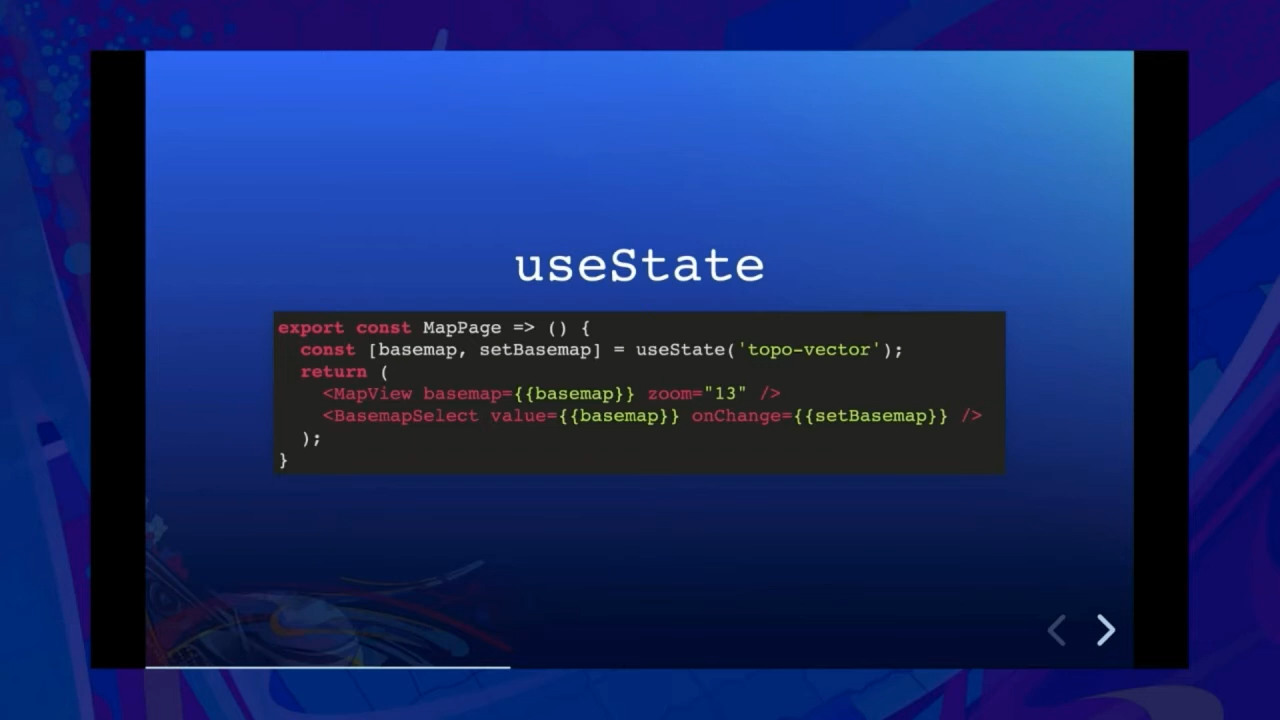 useState
export const MapPage => () {
  const [basemap, setBasemap] = useState('topo-vector');
  return (
    <MapView basemap={{basemap}} zoom="13" />
    <BasemapSelect value={{basemap}} onChange={{setBasemap}} />
  );
}